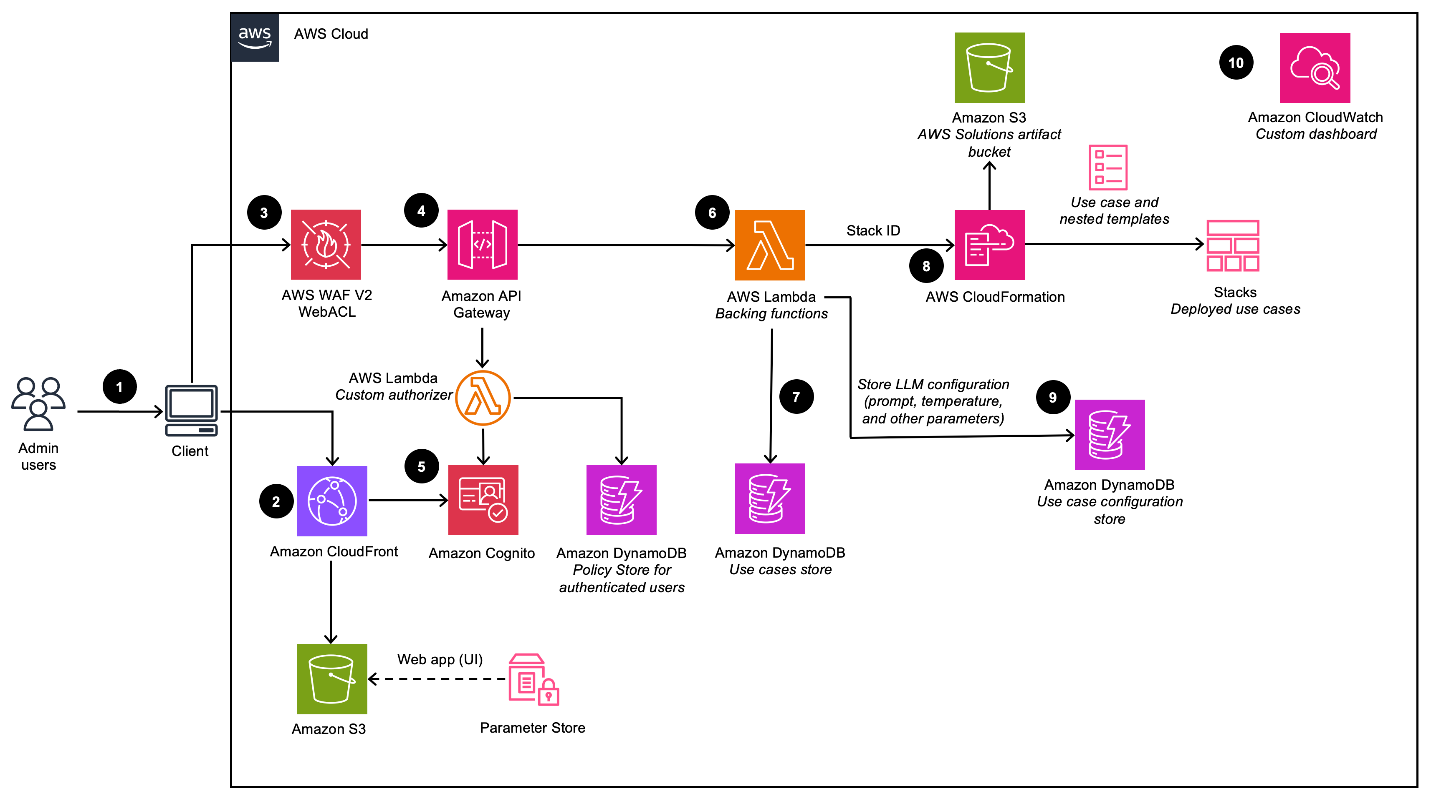 aws
AWS Cloud
10
Amazon S3
AWS Solutions artifact
bucket
Amazon CloudWatch
Custom dashboard
Use case and
nested templates
3
4
6
Stack ID
8
AWS WAF V2
WebACL
Amazon API
Gateway
AWS Lambda
Backing functions
AWS CloudFormation
Stacks
Deployed use cases
1
AWS Lambda
Custom authorizer
7
Store LLM configuration
(prompt, temperature,
and other parameters)
9
Admin
users
Client
5
2
Amazon CloudFront
Amazon Cognito
Amazon DynamoDB
Policy Store for
authenticated users
Amazon DynamoDB
Use cases store
Amazon DynamoDB
Use case configuration
store
Web app (UI)
Amazon S3
Parameter Store